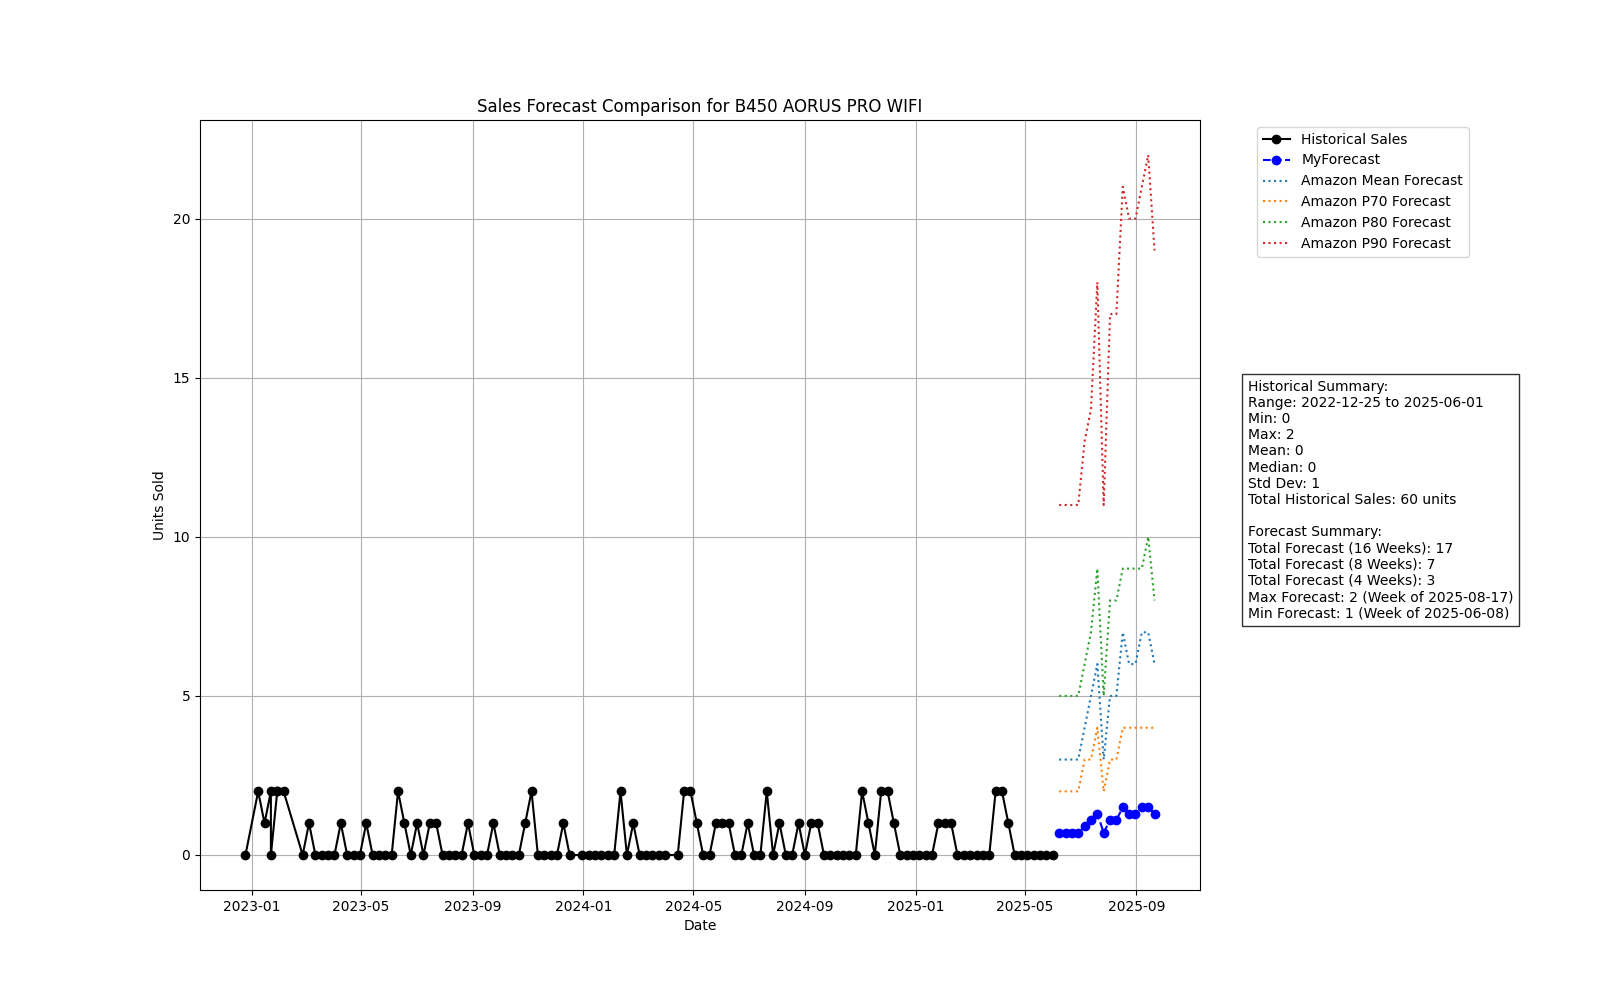 Sales Forecast Comparison for B450 AORUS PRO WIFI
Units Sold
20
15
10
5
0
2023-01
2023-05
2023-09
2024-01
2024-05
2024-09
2025-01
2025-05
2025-09
Date
Historical Sales
MyForecast
Amazon Mean Forecast
Amazon P70 Forecast
Amazon P80 Forecast
Amazon P90 Forecast
Historical Summary:
Range: 2022-12-25 to 2025-06-01
Min: 0
Max: 2
Mean: 0
Median: 0
Std Dev: 1
Total Historical Sales: 60 units
Forecast Summary:
Total Forecast (16 Weeks): 17
Total Forecast (8 Weeks): 7
Total Forecast (4 Weeks): 3
Max Forecast: 2 (Week of 2025-08-17)
Min Forecast: 1 (Week of 2025-06-08)